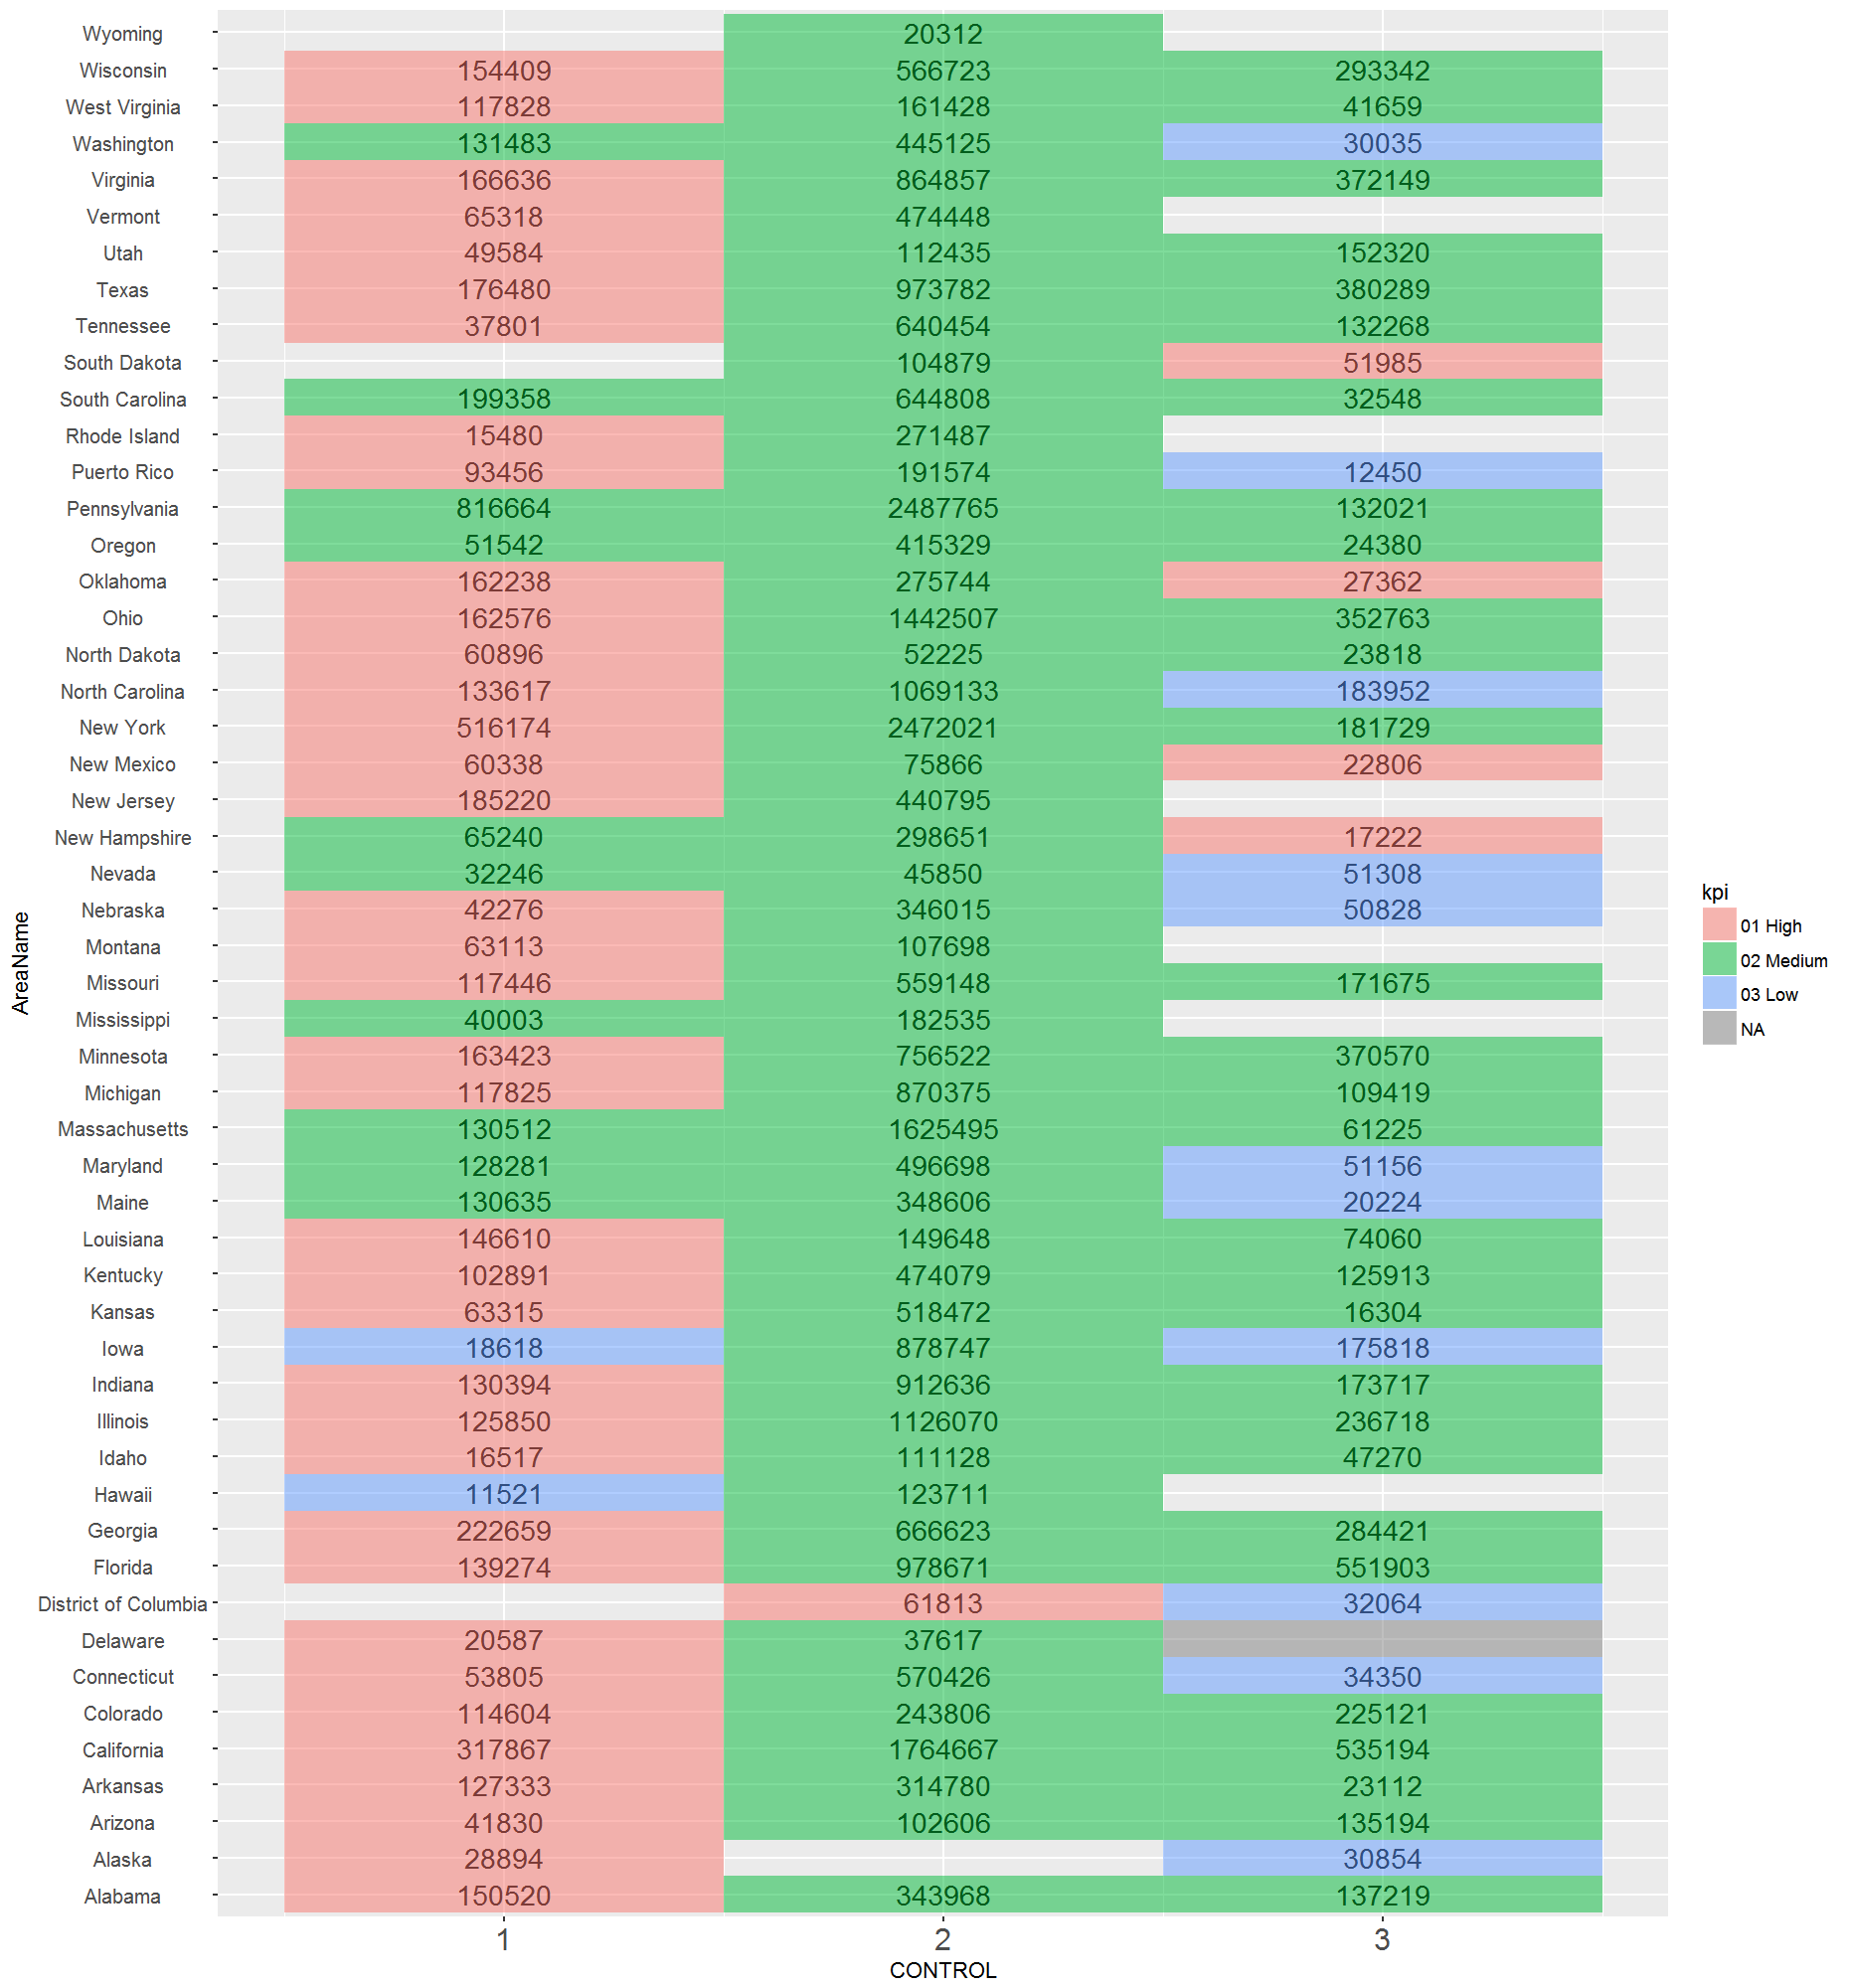 Wyoming 20312
Wisconsin 154409 566723 293342
West Virginia 117828 161428 41659
Washington 131483 445125 30035
Virginia 166636 864857 372149
Vermont 65318 474448
Utah 49584 112435 152320
Texas 176480 973782 380289
Tennessee 37801 640454 132268
South Dakota 104879 51985
South Carolina 199358 644808 32548
Rhode Island 15480 271487
Puerto Rico 93456 191574 12450
Pennsylvania 816664 2487765 132021
Oregon 51542 415329 24380
Oklahoma 162238 275744 27362
Ohio 162576 1442507 352763
North Dakota 60896 52225 23818
North Carolina 133617 1069133 183952
New York 516174 2472021 181729
New Mexico 60338 75866 22806
New Jersey 185220 440795
New Hampshire 65240 298651 17222
Nevada 32246 45850 51308
Nebraska 42276 346015 50828
Montana 63113 107698
Missouri 117446 559148 171675
Mississippi 40003 182535
Minnesota 163423 756522 370570
Michigan 117825 870375 109419
Massachusetts 130512 1625495 61225
Maryland 128281 496698 51156
Maine 130635 348606 20224
Louisiana 146610 149648 74060
Kentucky 102891 474079 125913
Kansas 63315 518472 16304
Iowa 18618 878747 175818
Indiana 130394 912636 173717
Illinois 125850 1126070 236718
Idaho 16517 111128 47270
Hawaii 11521 123711
Georgia 222659 666623 284421
Florida 139274 978671 551903
District of Columbia 61813 32064
Delaware 20587 37617
Connecticut 53805 570426 34350
Colorado 114604 243806 225121
California 317867 1764667 535194
Arkansas 127333 314780 23112
Arizona 41830 102606 135194
Alaska 28894 30854
Alabama 150520 343968 137219
1 2 3
CONTROL
AreaName
kpi
01 High
02 Medium
03 Low
NA